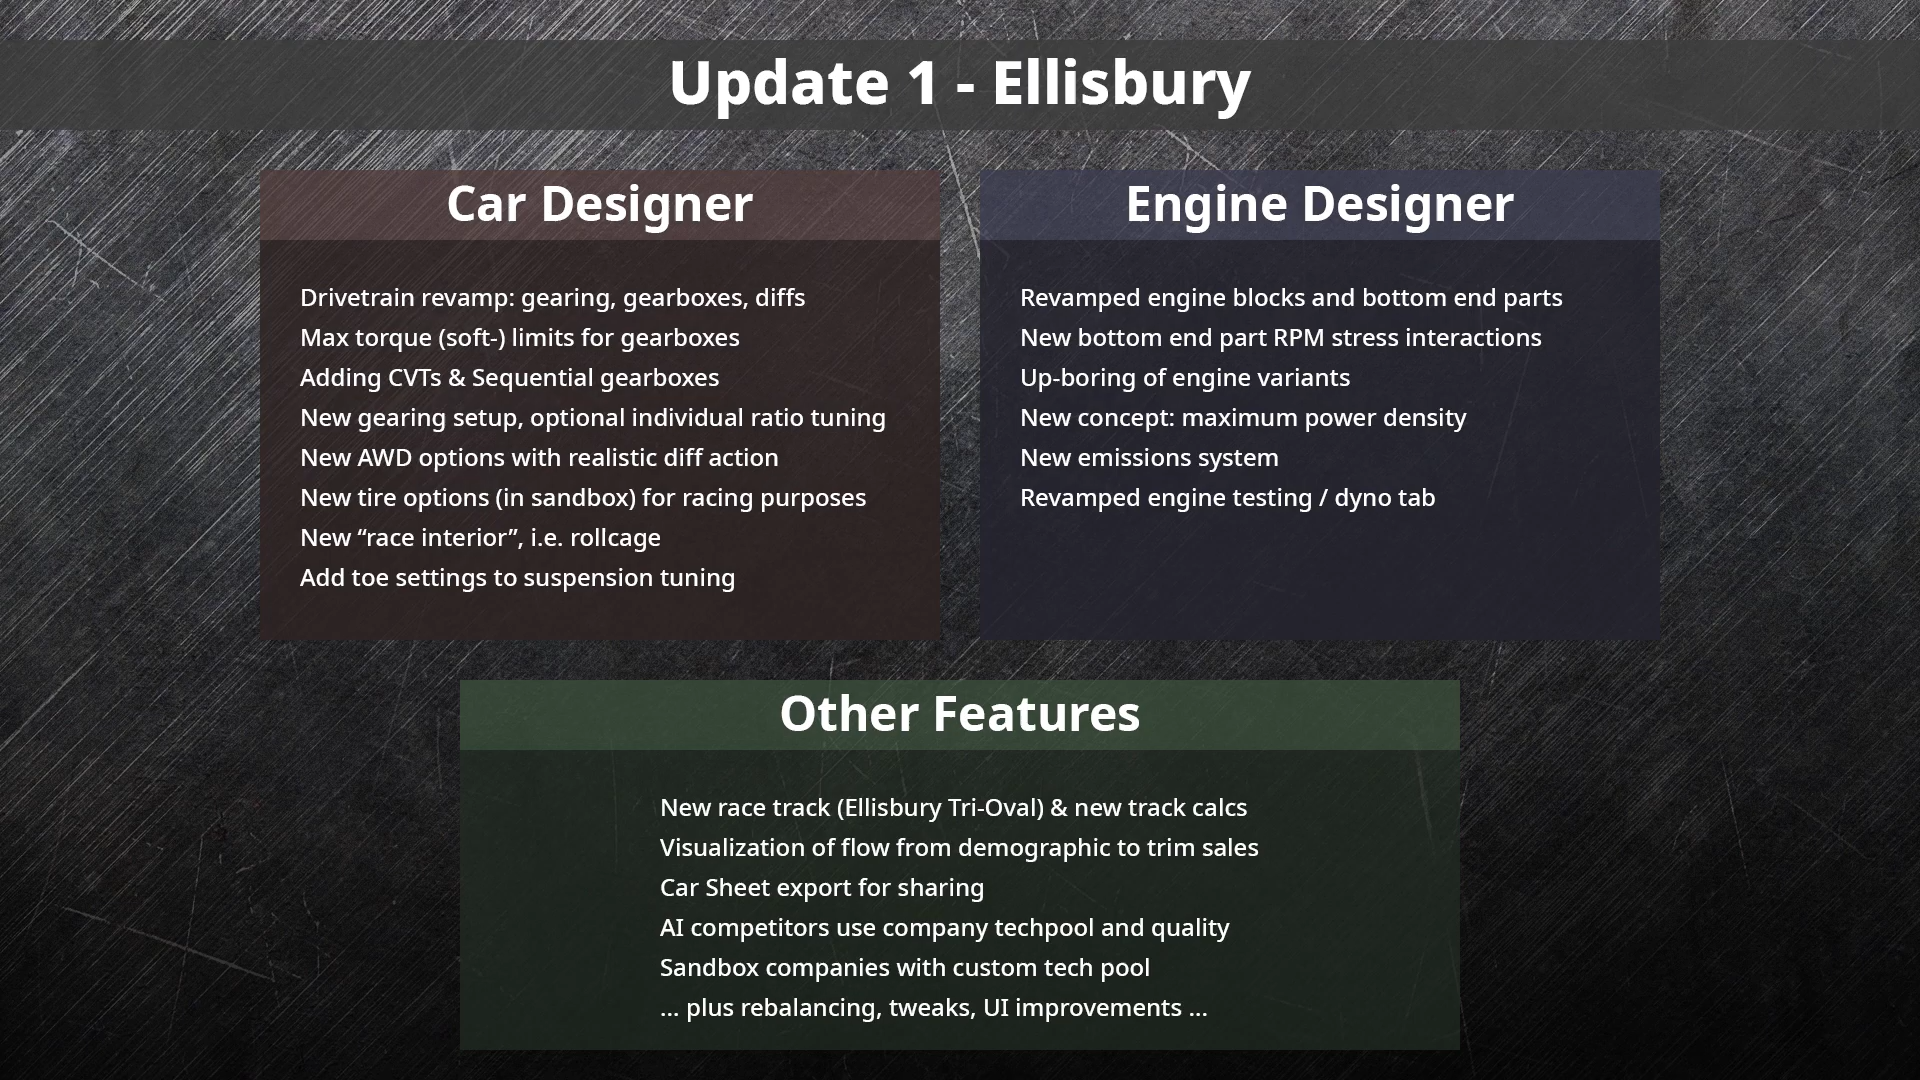 Update 1 - Ellisbury
Car Designer
Drivetrain revamp: gearing, gearboxes, diffs
Max torque (soft-) limits for gearboxes
Adding CVTs & Sequential gearboxes
New gearing setup, optional individual ratio tuning
New AWD options with realistic diff action
New tire options (in sandbox) for racing purposes
New “race interior”, i.e. rollcage
Add toe settings to suspension tuning
Engine Designer
Revamped engine blocks and bottom end parts
New bottom end part RPM stress interactions
Up-boring of engine variants
New concept: maximum power density
New emissions system
Revamped engine testing / dyno tab
Other Features
New race track (Ellisbury Tri-Oval) & new track calcs
Visualization of flow from demographic to trim sales
Car Sheet export for sharing
AI competitors use company techpool and quality
Sandbox companies with custom tech pool
... plus rebalancing, tweaks, UI improvements ...